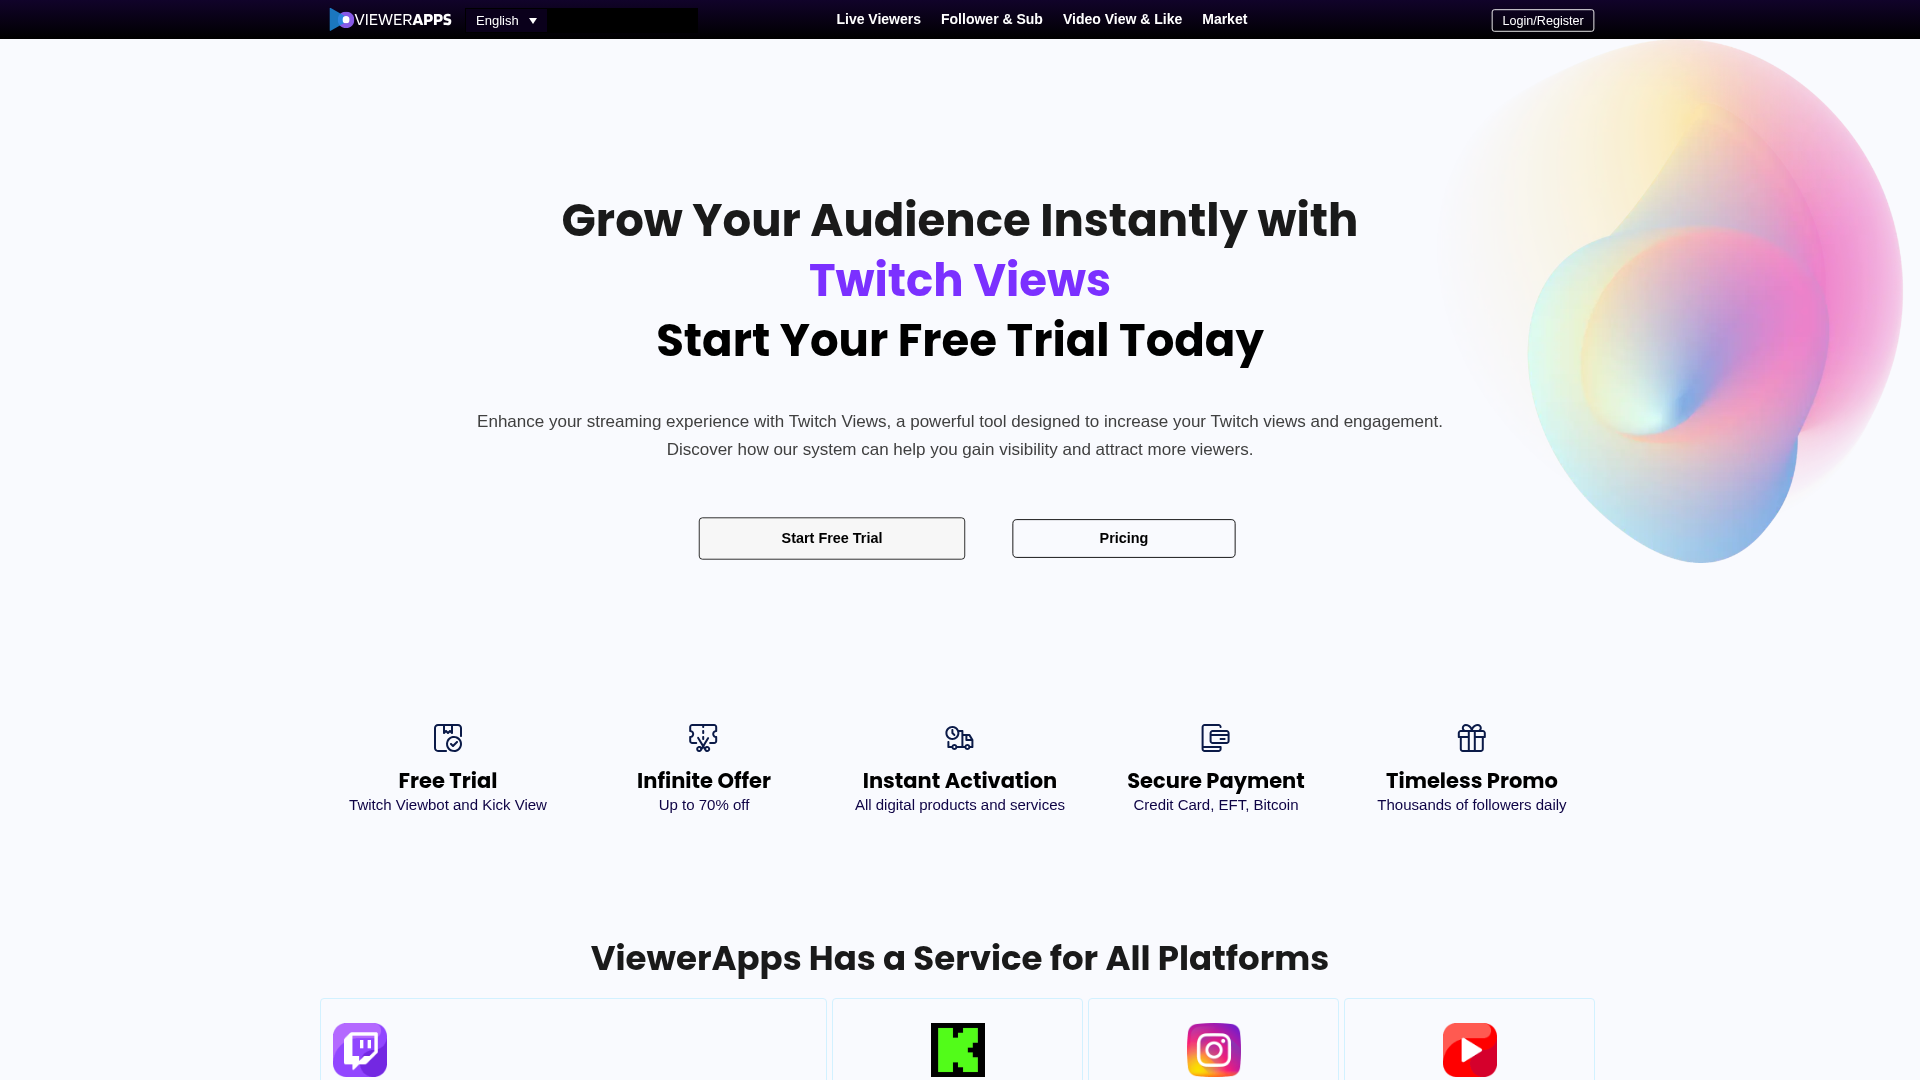 VIEWERAPPS
English
Live Viewers
Follower & Sub
Video View & Like
Market
Login/Register
Grow Your Audience Instantly with
Twitch Views
Start Your Free Trial Today
Enhance your streaming experience with Twitch Views, a powerful tool designed to increase your Twitch views and engagement.
Discover how our system can help you gain visibility and attract more viewers.
Start Free Trial
Pricing
Free Trial
Twitch Viewbot and Kick View
Infinite Offer
Up to 70% off
Instant Activation
All digital products and services
Secure Payment
Credit Card, EFT, Bitcoin
Timeless Promo
Thousands of followers daily
ViewerApps Has a Service for All Platforms